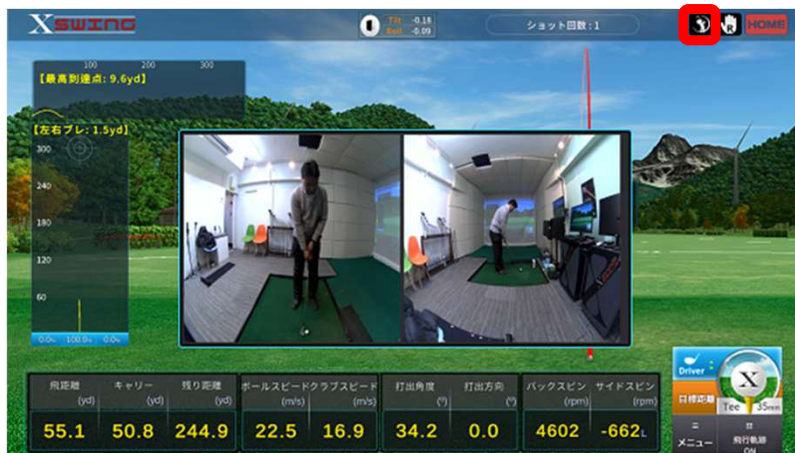 XSWING
Tilt -0.18
Roll -0.09
ショット回数 : 1
R
HOME
100 200 300
【最高到達点: 9.6yd】
【左右ブレ: 1.5yd】
300
240
180
120
60
0.0% 100.0% 0.0%
飛距離 キャリー 残り距離 ボールスピード クラブスピード 打出角度 打出方向 バックスピン サイドスピン
(yd) (yd) (yd) (m/s) (m/s) (°) (°) (rpm) (rpm)
55.1 50.8 244.9 22.5 16.9 34.2 0.0 4602 -662L
Driver
目標距離
X
Tee 35mm
メニュー
飛行軌跡
ON